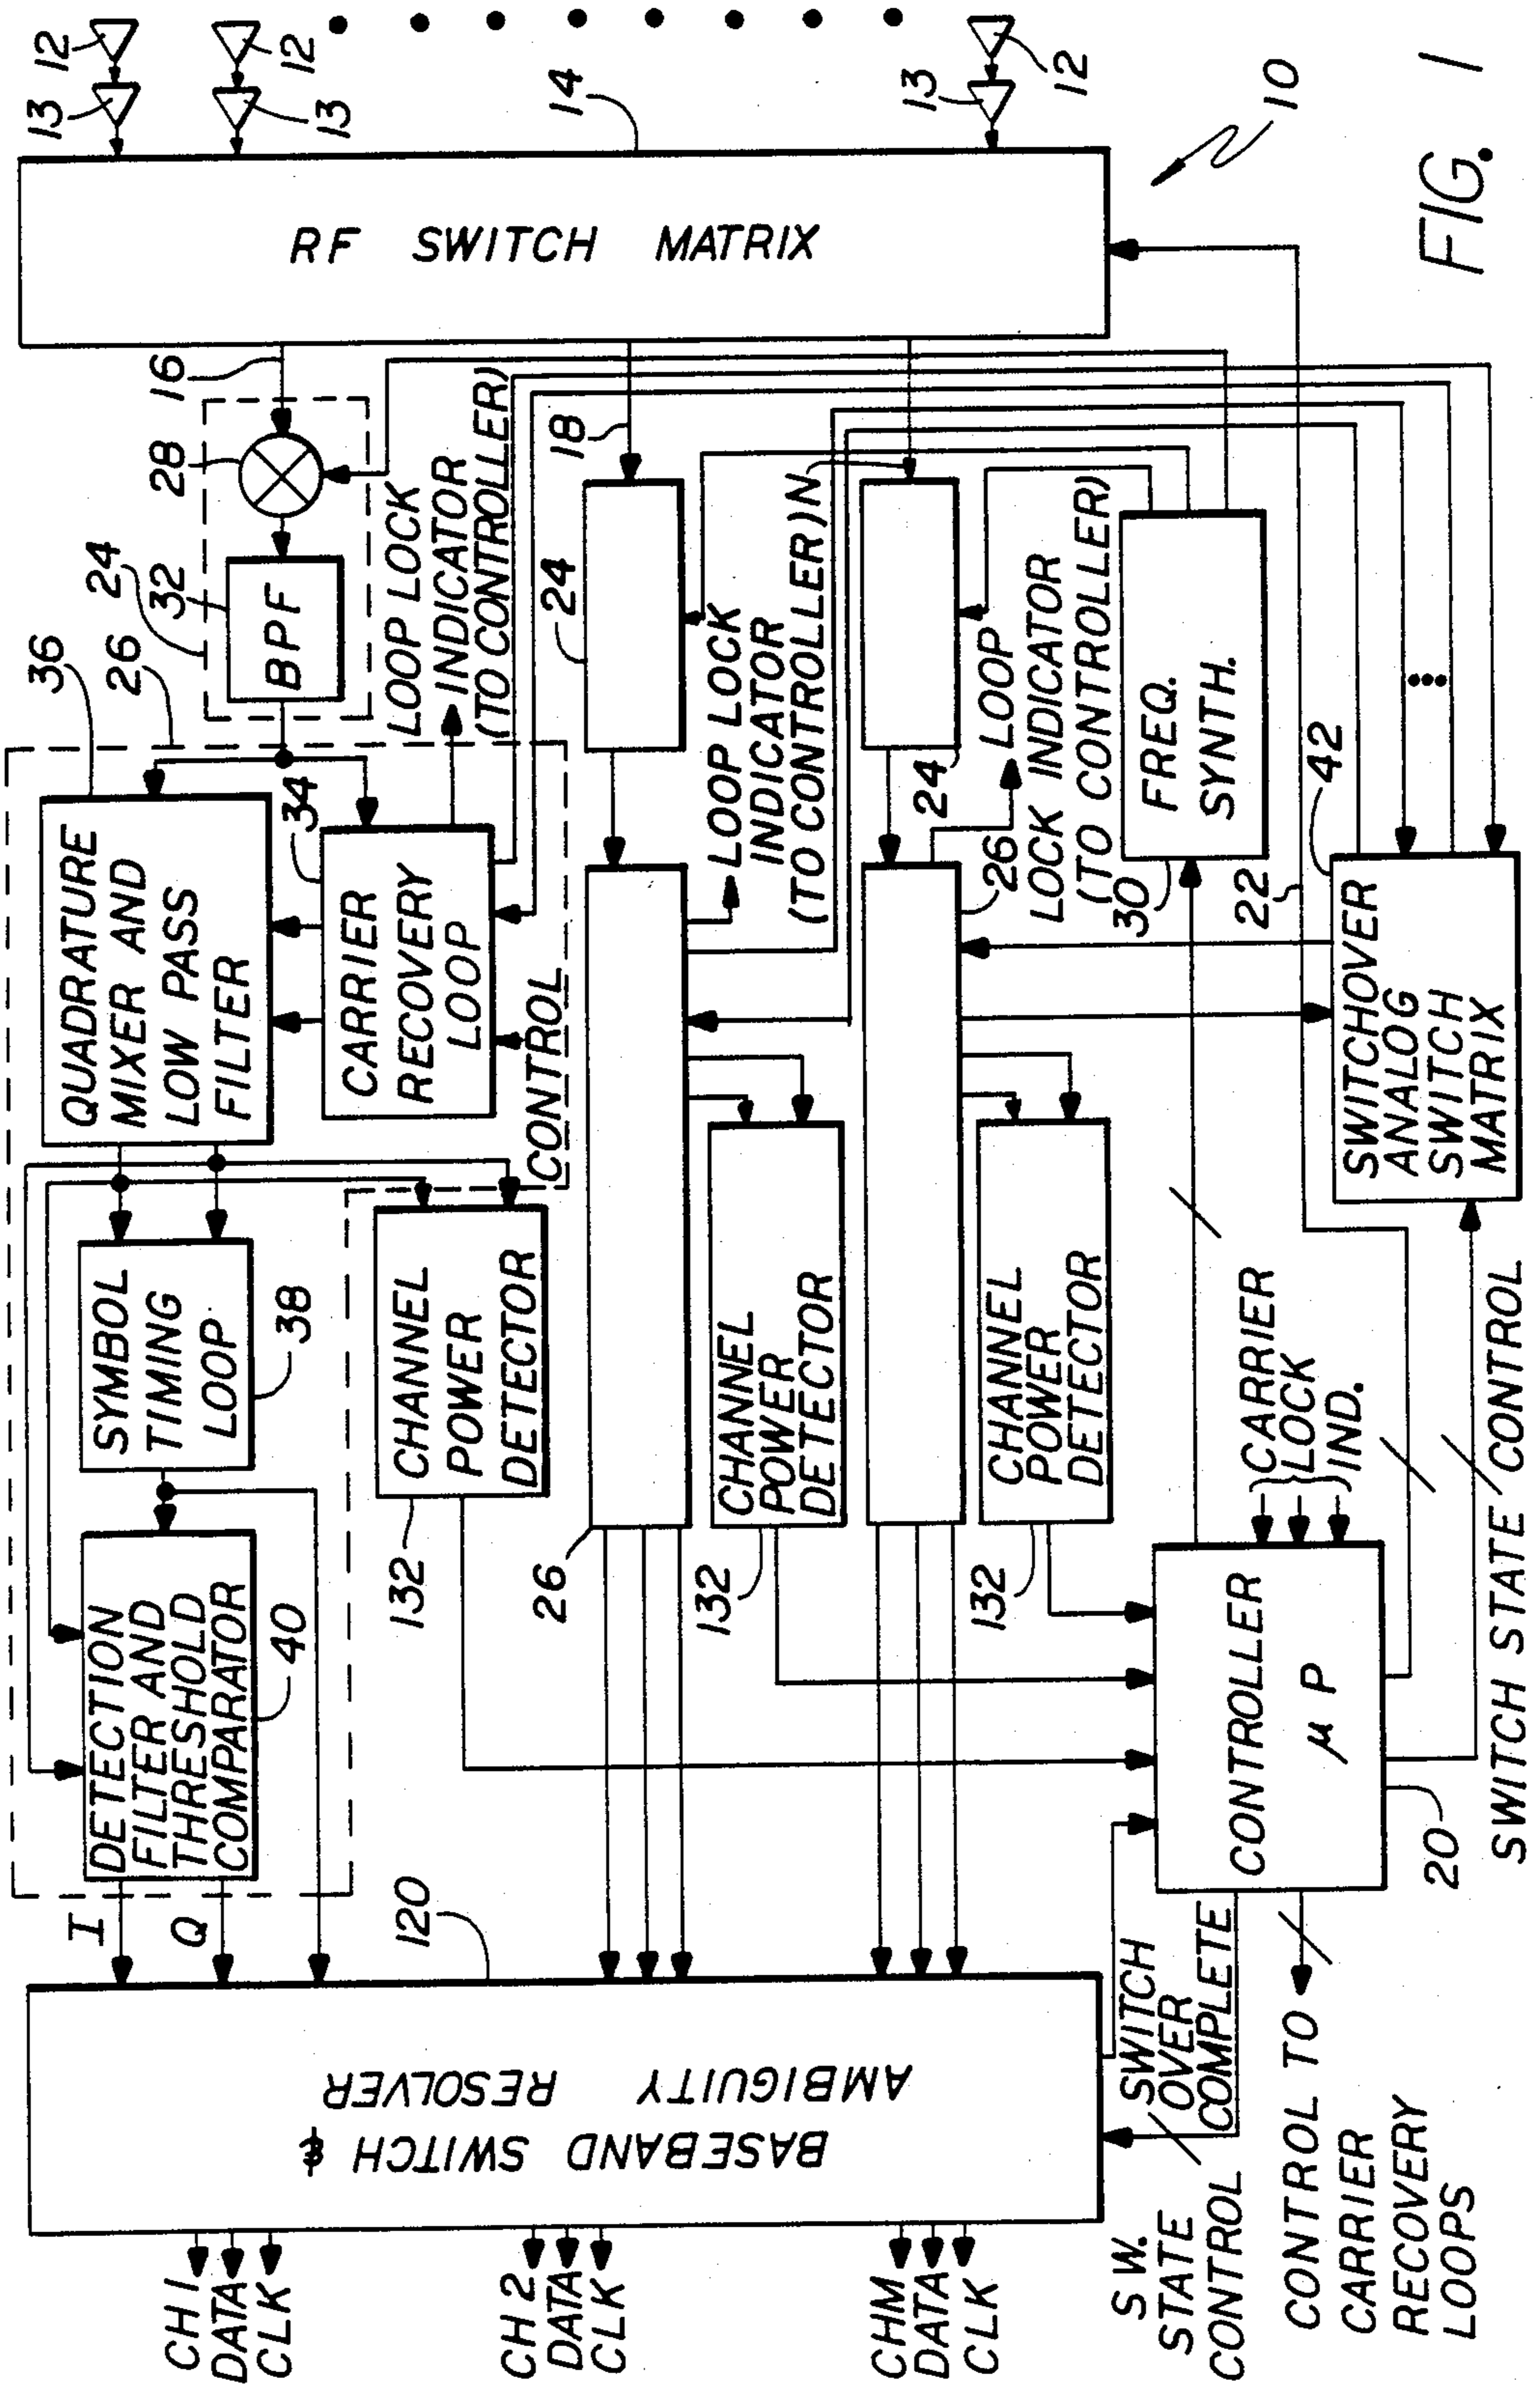 12
13
12
13
14
13
12
10
FIG. 1
RF SWITCH MATRIX
16
18
N
28
24
32
BPF
LOOP LOCK
INDICATOR
(TO CONTROLLER)
36
26
QUADRATURE
MIXER AND
LOW PASS
FILTER
34
CARRIER
RECOVERY
LOOP
CONTROL
SYMBOL
TIMING
LOOP
38
DETECTION
FILTER AND
THRESHOLD
COMPARATOR
40
I
Q
CHANNEL
POWER
DETECTOR
132
24
LOOP LOCK
INDICATOR
(TO CONTROLLER)
26
CHANNEL
POWER
DETECTOR
132
24
LOOP
LOCK INDICATOR
(TO CONTROLLER)
26
CHANNEL
POWER
DETECTOR
132
FREQ.
SYNTH.
30
22
42
SWITCHOVER
ANALOG
SWITCH
MATRIX
CARRIER
LOCK
IND.
CONTROLLER
μP
20
SWITCH STATE CONTROL
120
BASEBAND SWITCH &
AMBIGUITY RESOLVER
SWITCH
OVER
COMPLETE
S.W.
STATE
CONTROL
CONTROL TO
CARRIER
RECOVERY
LOOPS
CH 1
DATA
CLK
CH 2
DATA
CLK
CHM
DATA
CLK